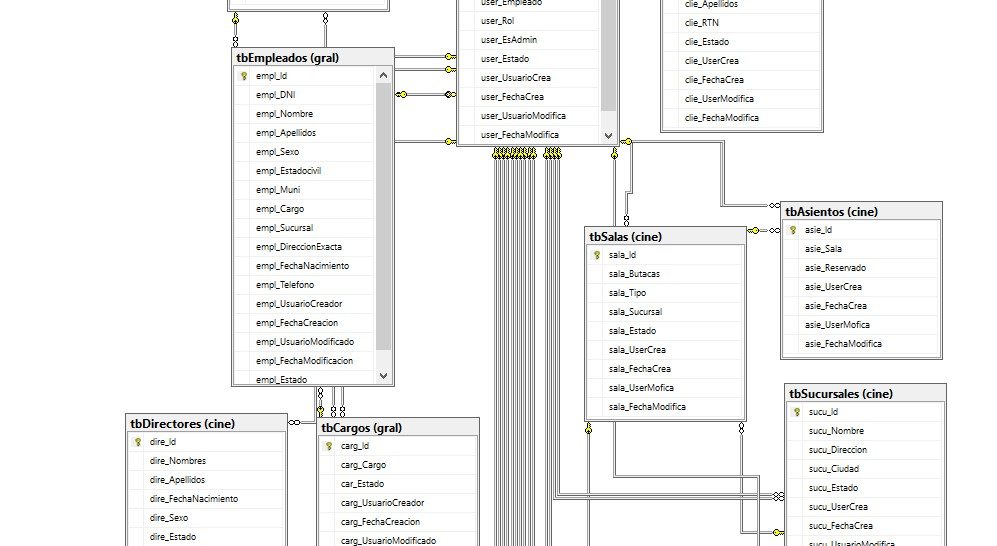 user_Empleado
user_Rol
user_EsAdmin
user_Estado
user_UsuarioCrea
user_FechaCrea
user_UsuarioModifica
user_FechaModifica
clie_Apellidos
clie_RTN
clie_Estado
clie_UserCrea
clie_FechaCrea
clie_UserModifica
clie_FechaModifica
tbEmpleados (gral)
empl_Id
empl_DNI
empl_Nombre
empl_Apellidos
empl_Sexo
empl_Estadocivil
empl_Muni
empl_Cargo
empl_Sucursal
empl_DireccionExacta
empl_FechaNacimiento
empl_Telefono
empl_UsuarioCreador
empl_FechaCreacion
empl_UsuarioModificado
empl_FechaModificacion
empl_Estado
tbAsientos (cine)
asie_Id
asie_Sala
asie_Reservado
asie_UserCrea
asie_FechaCrea
asie_UserMofica
asie_FechaModifica
tbSalas (cine)
sala_Id
sala_Butacas
sala_Tipo
sala_Sucursal
sala_Estado
sala_UserCrea
sala_FechaCrea
sala_UserMofica
sala_FechaModifica
tbDirectores (cine)
dire_Id
dire_Nombres
dire_Apellidos
dire_FechaNacimiento
dire_Sexo
dire_Estado
tbCargos (gral)
carg_Id
carg_Cargo
car_Estado
carg_UsuarioCreador
carg_FechaCreacion
carg_UsuarioModificado
tbSucursales (cine)
sucu_Id
sucu_Nombre
sucu_Direccion
sucu_Ciudad
sucu_Estado
sucu_UserCrea
sucu_FechaCrea
sucu_UsuarioModifica